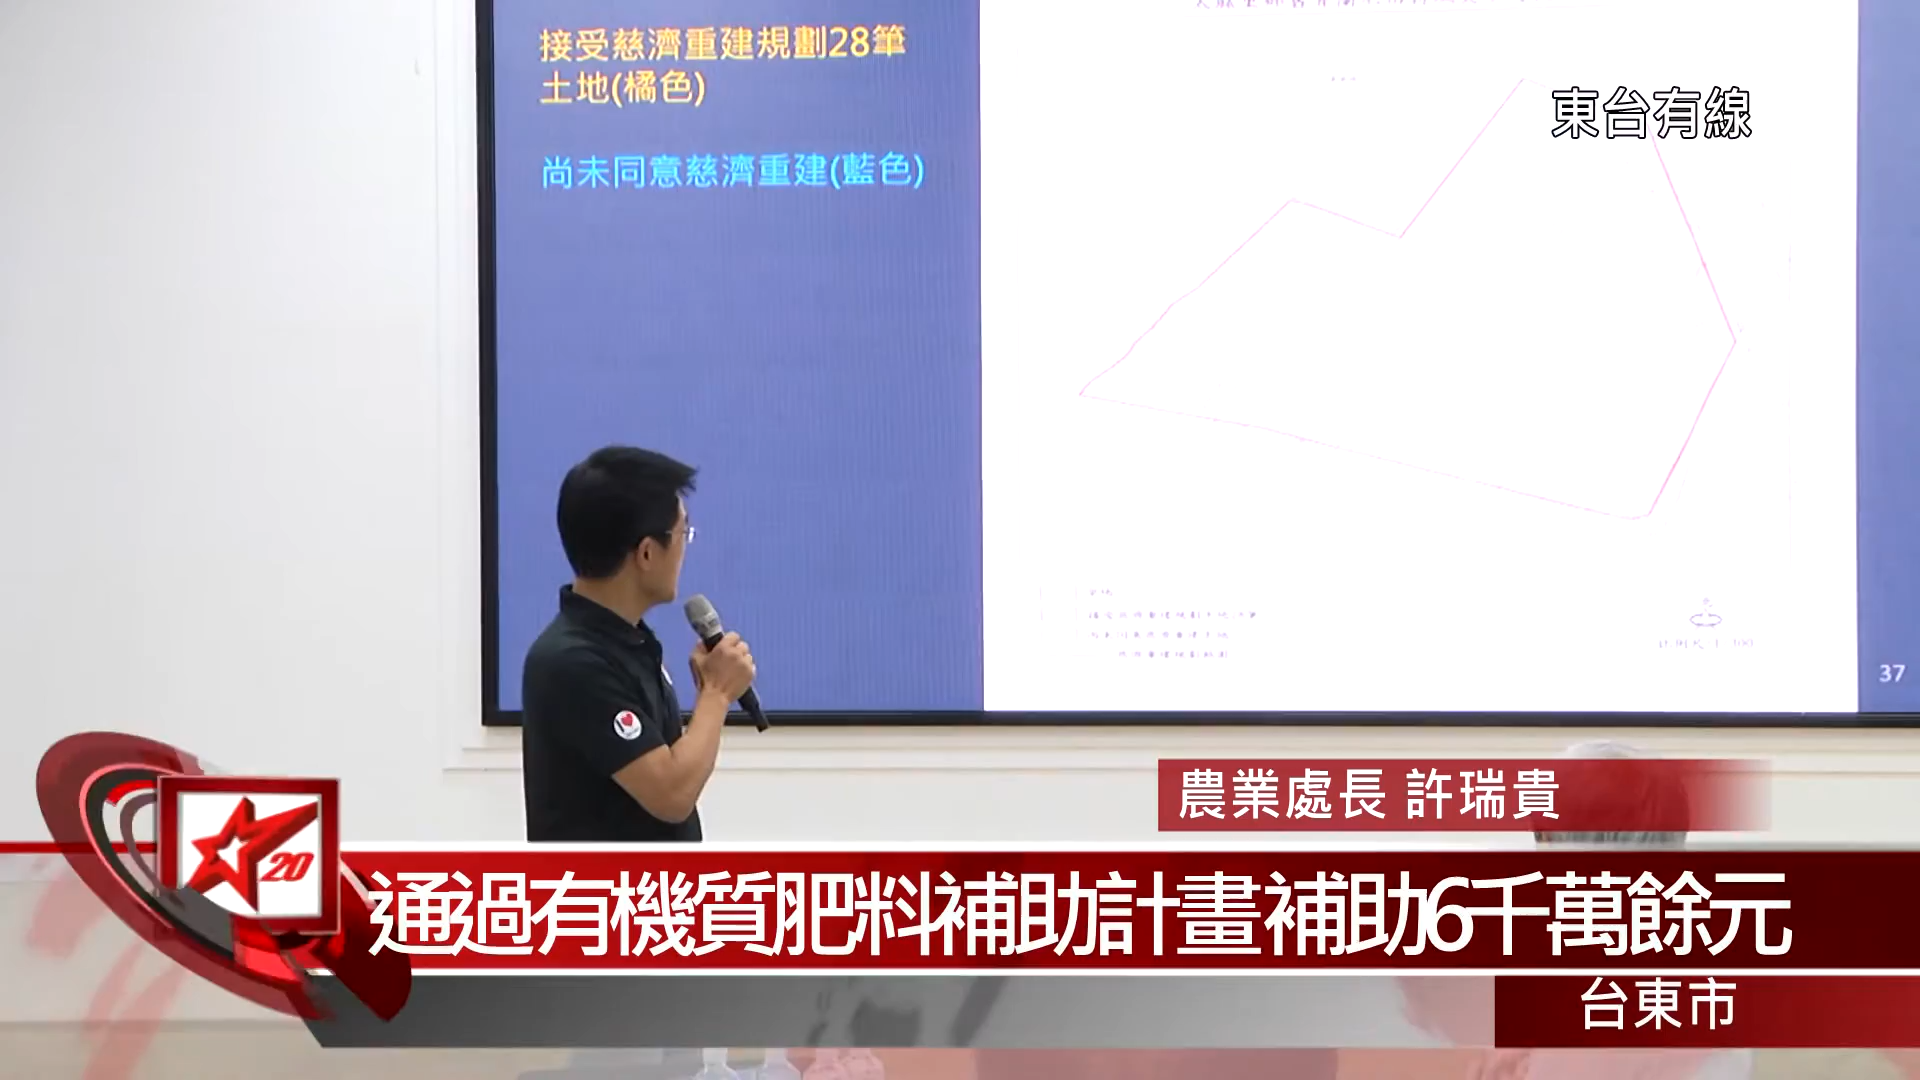 接受慈濟重建規劃28筆
土地(橘色)
尚未同意慈濟重建(藍色)
東台有線
37
農業處長 許瑞貴
20
通過有機質肥料補助計畫 補助6千萬餘元
台東市